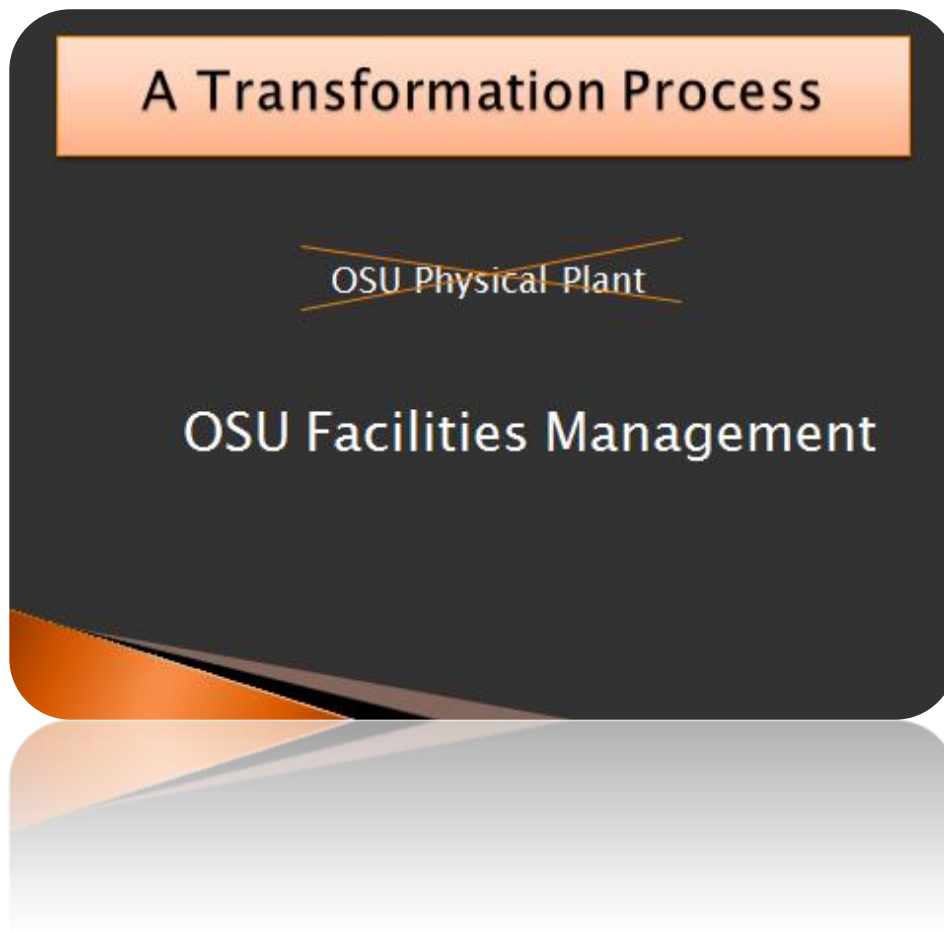 A Transformation Process
OSU Physical Plant
OSU Facilities Management